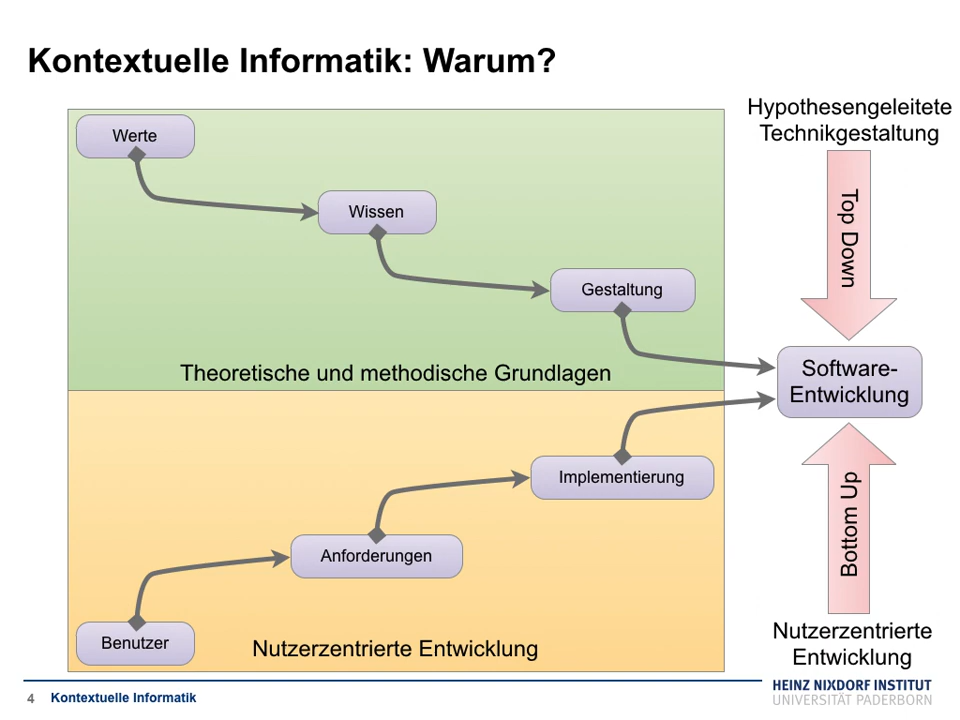 Kontextuelle Informatik: Warum?
Hypothesengeleitete
Technikgestaltung
Werte
Wissen
Top Down
Gestaltung
Theoretische und methodische Grundlagen
Software-
Entwicklung
Implementierung
Bottom Up
Anforderungen
Benutzer
Nutzerzentrierte Entwicklung
Nutzerzentrierte
Entwicklung
4 Kontextuelle Informatik
HEINZ NIXDORF INSTITUT
UNIVERSITÄT PADERBORN